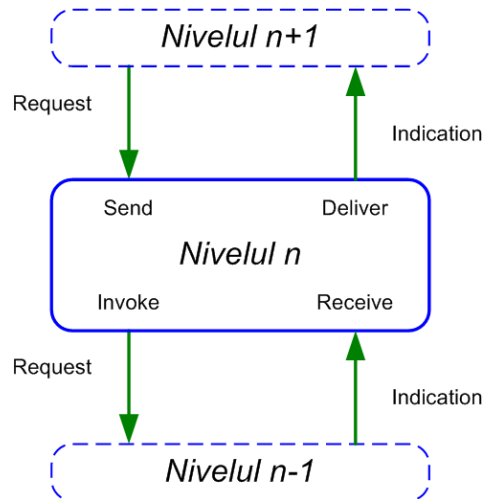 Nivelul n+1
Request
Indication
Send Deliver
Nivelul n
Invoke Receive
Request
Indication
Nivelul n-1